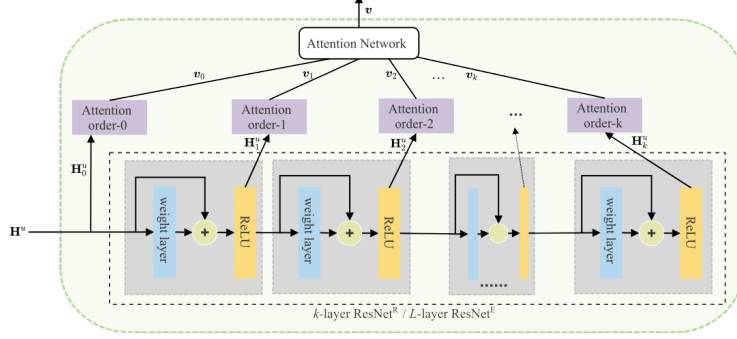 v
Attention Network
v₀ v₁ v₂ ... vₖ
Attention order-0
Attention order-1
Attention order-2
...
Attention order-k
H₀ᵘ
H₁ᵘ
H₂ᵘ
Hₖᵘ
Hᵘ
weight layer
+
ReLU
weight layer
+
ReLU
......
weight layer
+
ReLU
k-layer ResNetᴿ / L-layer ResNetᴱ